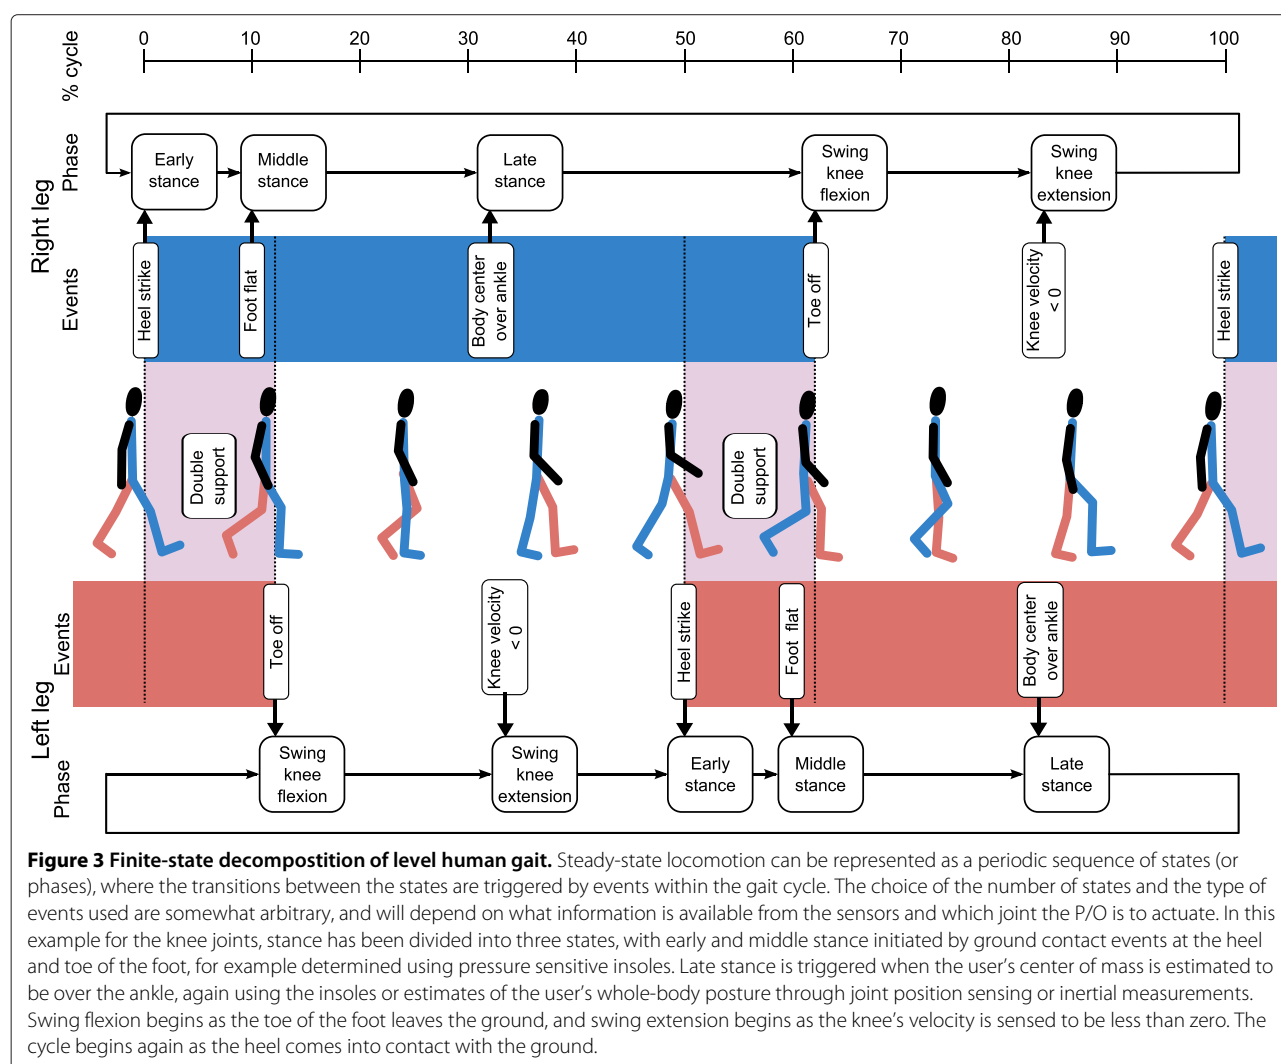 % cycle
0 10 20 30 40 50 60 70 80 90 100
Right leg
Phase
Early
stance
Middle
stance
Late
stance
Swing
knee
flexion
Swing
knee
extension
Events
Heel strike
Foot flat
Body center
over ankle
Toe off
Knee velocity
< 0
Heel strike
Double
support
Double
support
Left leg
Events
Toe off
Knee velocity
< 0
Heel strike
Foot flat
Body center
over ankle
Phase
Swing
knee
flexion
Swing
knee
extension
Early
stance
Middle
stance
Late
stance
Figure 3 Finite-state decompostition of level human gait. Steady-state locomotion can be represented as a periodic sequence of states (or
phases), where the transitions between the states are triggered by events within the gait cycle. The choice of the number of states and the type of
events used are somewhat arbitrary, and will depend on what information is available from the sensors and which joint the P/O is to actuate. In this
example for the knee joints, stance has been divided into three states, with early and middle stance initiated by ground contact events at the heel
and toe of the foot, for example determined using pressure sensitive insoles. Late stance is triggered when the user's center of mass is estimated to
be over the ankle, again using the insoles or estimates of the user's whole-body posture through joint position sensing or inertial measurements.
Swing flexion begins as the toe of the foot leaves the ground, and swing extension begins as the knee's velocity is sensed to be less than zero. The
cycle begins again as the heel comes into contact with the ground.